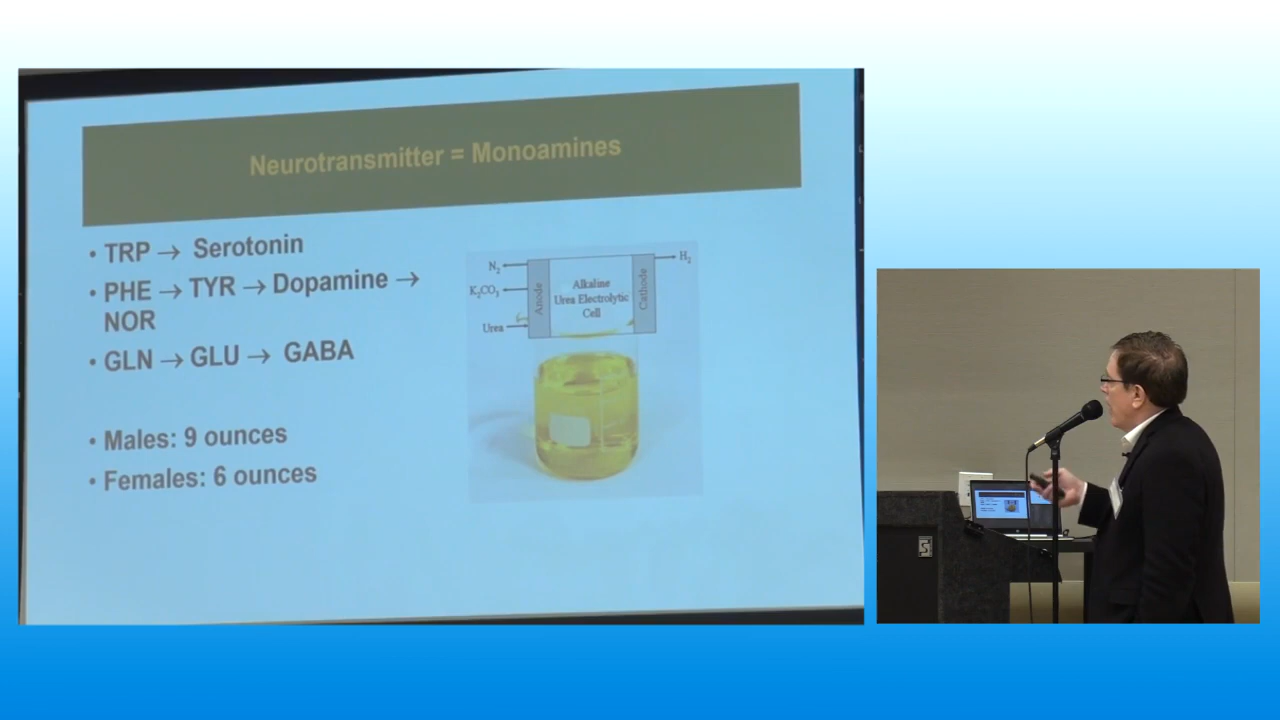 Neurotransmitter = Monoamines
• TRP → Serotonin
• PHE → TYR → Dopamine →
NOR
• GLN → GLU → GABA
• Males: 9 ounces
• Females: 6 ounces
N₂
H₂
K₂CO₃
Urea
Anode
Alkaline
Urea Electrolytic
Cell
Cathode